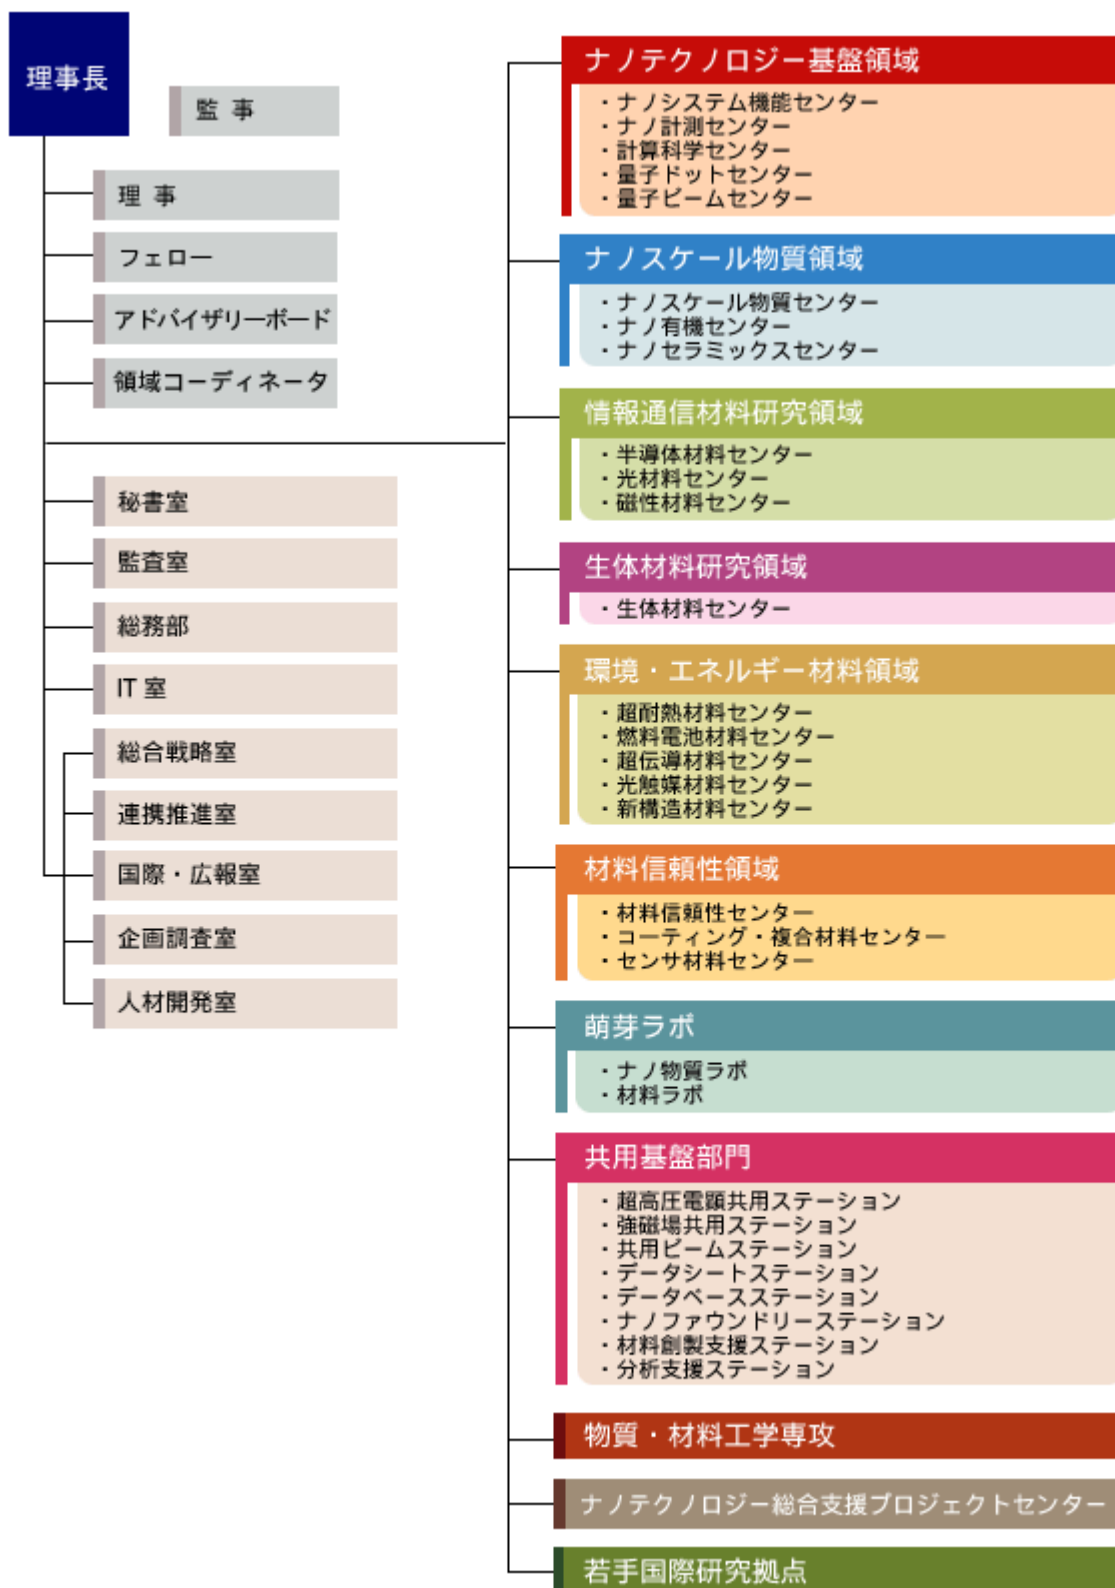 理事長
監 事
理 事
フェロー
アドバイザリーボード
領域コーディネータ
秘書室
監査室
総務部
IT 室
総合戦略室
連携推進室
国際・広報室
企画調査室
人材開発室
ナノテクノロジー基盤領域
・ナノシステム機能センター
・ナノ計測センター
・計算科学センター
・量子ドットセンター
・量子ビームセンター
ナノスケール物質領域
・ナノスケール物質センター
・ナノ有機センター
・ナノセラミックスセンター
情報通信材料研究領域
・半導体材料センター
・光材料センター
・磁性材料センター
生体材料研究領域
・生体材料センター
環境・エネルギー材料領域
・超耐熱材料センター
・燃料電池材料センター
・超伝導材料センター
・光触媒材料センター
・新構造材料センター
材料信頼性領域
・材料信頼性センター
・コーティング・複合材料センター
・センサ材料センター
萌芽ラボ
・ナノ物質ラボ
・材料ラボ
共用基盤部門
・超高圧電顕共用ステーション
・強磁場共用ステーション
・共用ビームステーション
・データシートステーション
・データベースステーション
・ナノファウンドリーステーション
・材料創製支援ステーション
・分析支援ステーション
物質・材料工学専攻
ナノテクノロジー総合支援プロジェクトセンター
若手国際研究拠点